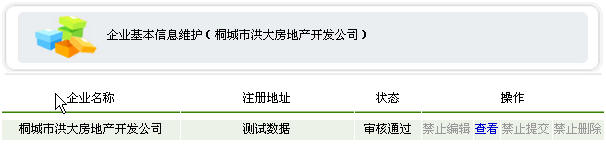 企业基本信息维护（桐城市洪大房地产开发公司）
企业名称 注册地址 状态 操作
桐城市洪大房地产开发公司 测试数据 审核通过 禁止编辑 查看 禁止提交 禁止删除